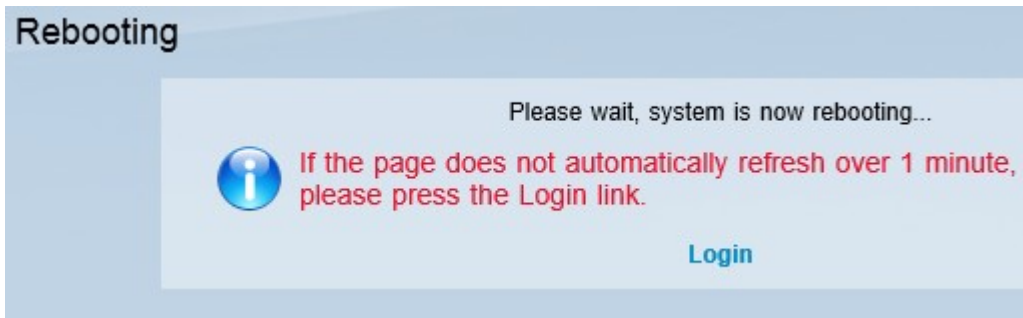 Rebooting
Please wait, system is now rebooting...
If the page does not automatically refresh over 1 minute,
please press the Login link.
Login